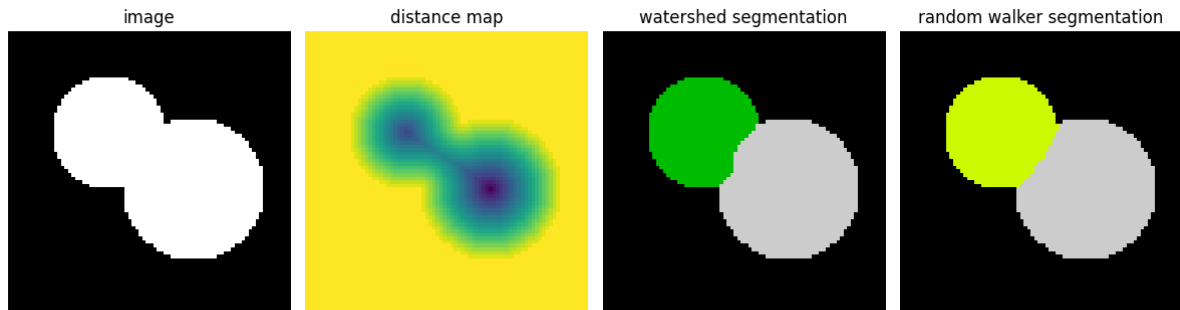 image
distance map
watershed segmentation
random walker segmentation